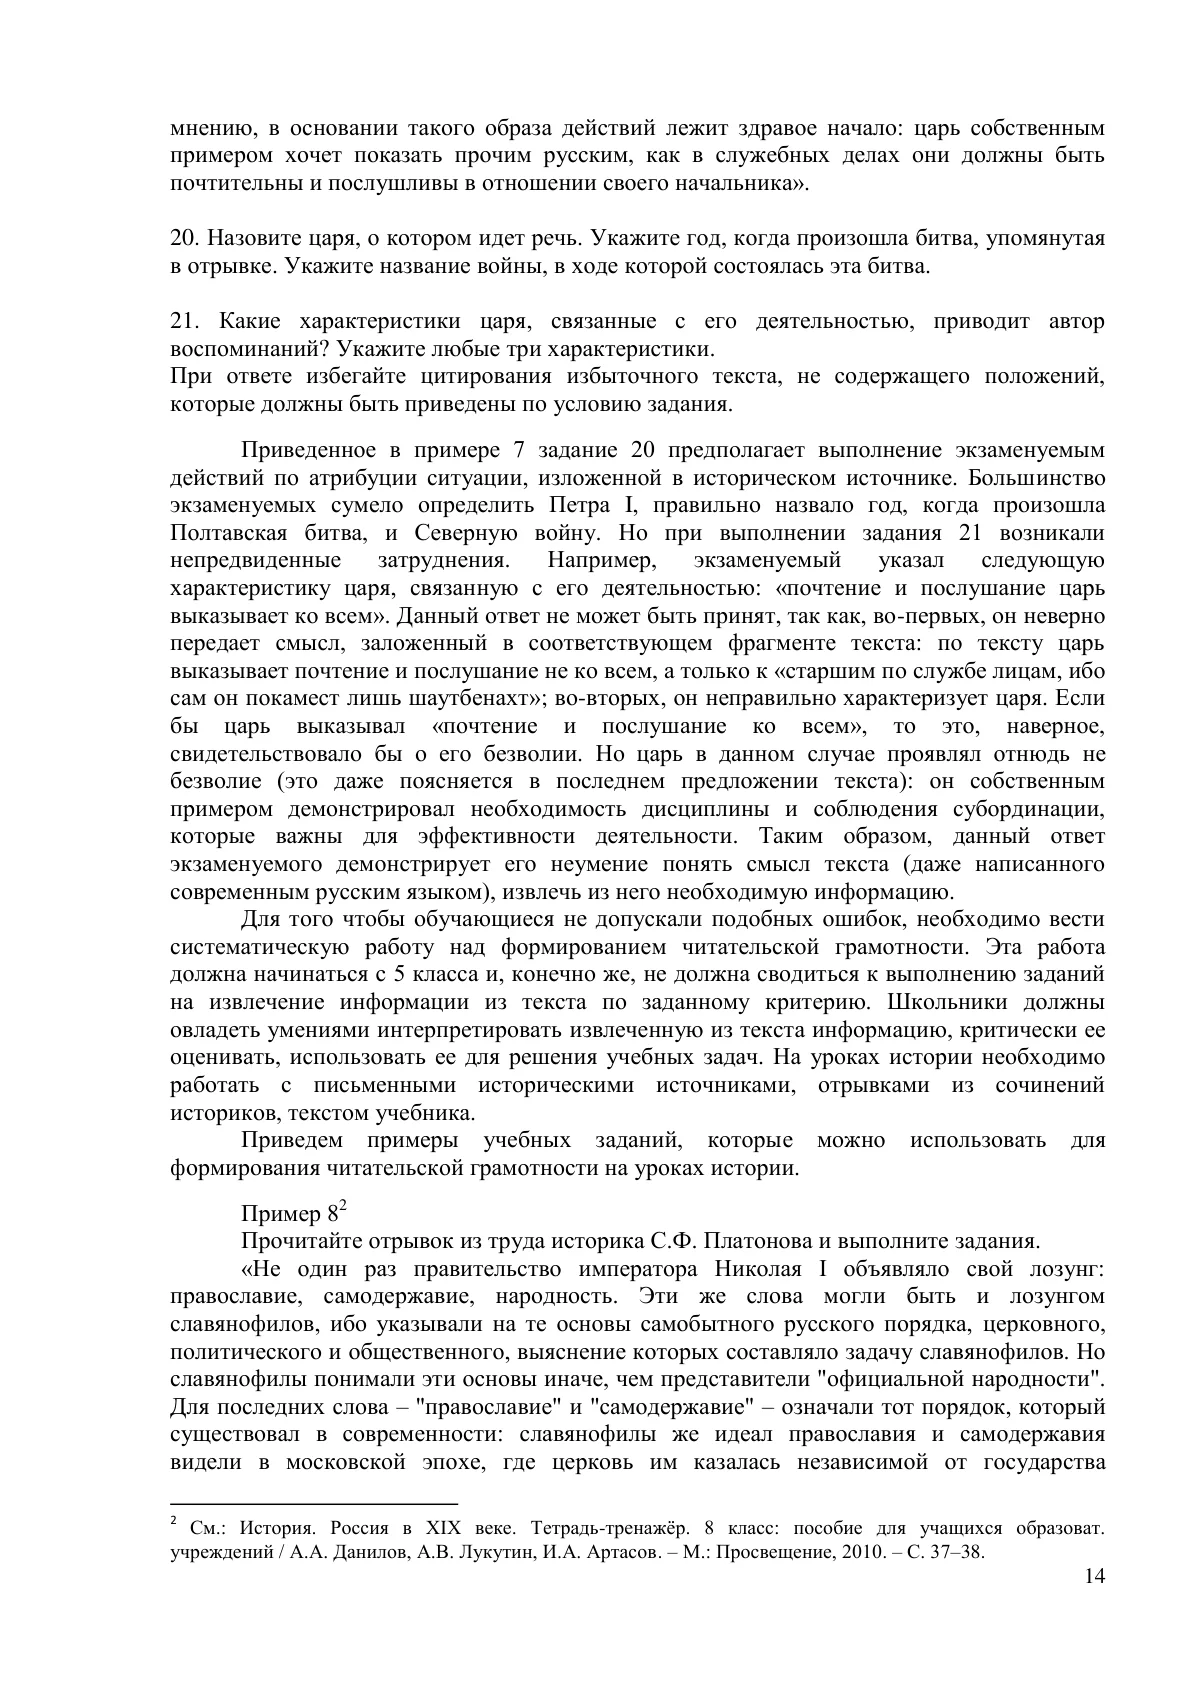 мнению, в основании такого образа действий лежит здравое начало: царь собственным
примером хочет показать прочим русским, как в служебных делах они должны быть
почтительны и послушливы в отношении своего начальника».
20. Назовите царя, о котором идет речь. Укажите год, когда произошла битва, упомянутая
в отрывке. Укажите название войны, в ходе которой состоялась эта битва.
21. Какие характеристики царя, связанные с его деятельностью, приводит автор
воспоминаний? Укажите любые три характеристики.
При ответе избегайте цитирования избыточного текста, не содержащего положений,
которые должны быть приведены по условию задания.
Приведенное в примере 7 задание 20 предполагает выполнение экзаменуемым
действий по атрибуции ситуации, изложенной в историческом источнике. Большинство
экзаменуемых сумело определить Петра I, правильно назвало год, когда произошла
Полтавская битва, и Северную войну. Но при выполнении задания 21 возникали
непредвиденные затруднения. Например, экзаменуемый указал следующую
характеристику царя, связанную с его деятельностью: «почтение и послушание царь
выказывает ко всем». Данный ответ не может быть принят, так как, во-первых, он неверно
передает смысл, заложенный в соответствующем фрагменте текста: по тексту царь
выказывает почтение и послушание не ко всем, а только к «старшим по службе лицам, ибо
сам он покамест лишь шаутбенахт»; во-вторых, он неправильно характеризует царя. Если
бы царь выказывал «почтение и послушание ко всем», то это, наверное,
свидетельствовало бы о его безволии. Но царь в данном случае проявлял отнюдь не
безволие (это даже поясняется в последнем предложении текста): он собственным
примером демонстрировал необходимость дисциплины и соблюдения субординации,
которые важны для эффективности деятельности. Таким образом, данный ответ
экзаменуемого демонстрирует его неумение понять смысл текста (даже написанного
современным русским языком), извлечь из него необходимую информацию.
Для того чтобы обучающиеся не допускали подобных ошибок, необходимо вести
систематическую работу над формированием читательской грамотности. Эта работа
должна начинаться с 5 класса и, конечно же, не должна сводиться к выполнению заданий
на извлечение информации из текста по заданному критерию. Школьники должны
овладеть умениями интерпретировать извлеченную из текста информацию, критически ее
оценивать, использовать ее для решения учебных задач. На уроках истории необходимо
работать с письменными историческими источниками, отрывками из сочинений
историков, текстом учебника.
Приведем примеры учебных заданий, которые можно использовать для
формирования читательской грамотности на уроках истории.
Пример 8²
Прочитайте отрывок из труда историка С.Ф. Платонова и выполните задания.
«Не один раз правительство императора Николая I объявляло свой лозунг:
православие, самодержавие, народность. Эти же слова могли быть и лозунгом
славянофилов, ибо указывали на те основы самобытного русского порядка, церковного,
политического и общественного, выяснение которых составляло задачу славянофилов. Но
славянофилы понимали эти основы иначе, чем представители "официальной народности".
Для последних слова – "православие" и "самодержавие" – означали тот порядок, который
существовал в современности: славянофилы же идеал православия и самодержавия
видели в московской эпохе, где церковь им казалась независимой от государства
² См.: История. Россия в XIX веке. Тетрадь-тренажёр. 8 класс: пособие для учащихся образоват.
учреждений / А.А. Данилов, А.В. Лукутин, И.А. Артасов. – М.: Просвещение, 2010. – С. 37–38.
14